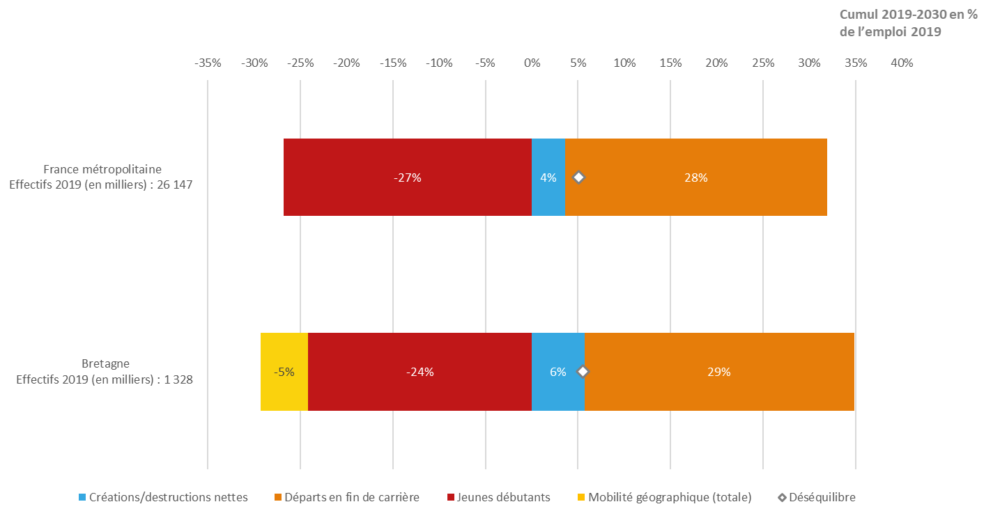 Cumul 2019-2030 en %
de l’emploi 2019
-35% -30% -25% -20% -15% -10% -5% 0% 5% 10% 15% 20% 25% 30% 35% 40%
France métropolitaine
Effectifs 2019 (en milliers) : 26 147
-27% 4% 28%
Bretagne
Effectifs 2019 (en milliers) : 1 328
-5% -24% 6% 29%
Créations/destructions nettes Départs en fin de carrière Jeunes débutants Mobilité géographique (totale) Déséquilibre